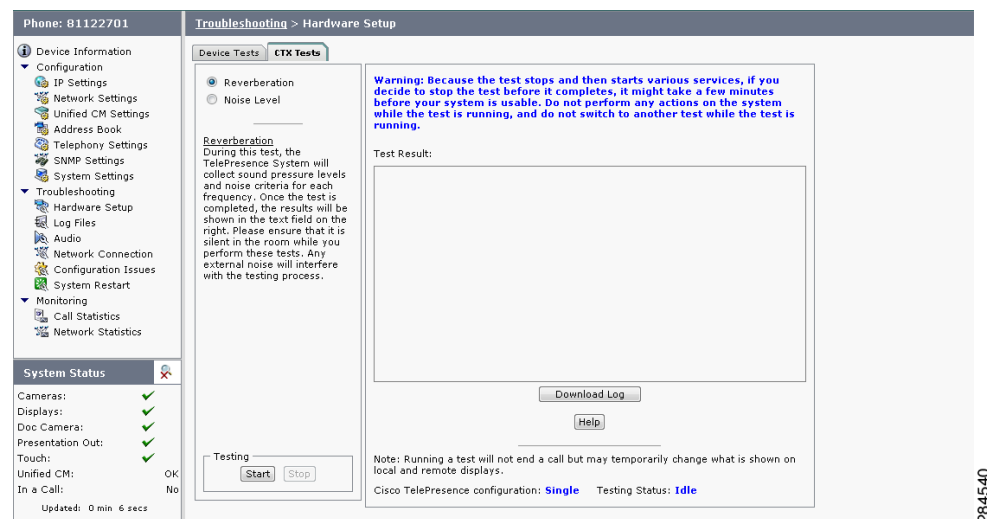 Phone: 81122701
Troubleshooting > Hardware Setup
Device Information
Configuration
IP Settings
Network Settings
Unified CM Settings
Address Book
Telephony Settings
SNMP Settings
System Settings
Troubleshooting
Hardware Setup
Log Files
Audio
Network Connection
Configuration Issues
System Restart
Monitoring
Call Statistics
Network Statistics
System Status
Cameras:
Displays:
Doc Camera:
Presentation Out:
Touch:
Unified CM: OK
In a Call: No
Updated: 0 min 6 secs
Device Tests
CTX Tests
Reverberation
Noise Level
Reverberation
During this test, the
TelePresence System will
collect sound pressure levels
and noise criteria for each
frequency. Once the test is
completed, the results will be
shown in the text field on the
right. Please ensure that it is
silent in the room while you
perform these tests. Any
external noise will interfere
with the testing process.
Testing
Start
Stop
Warning: Because the test stops and then starts various services, if you
decide to stop the test before it completes, it might take a few minutes
before your system is usable. Do not perform any actions on the system
while the test is running, and do not switch to another test while the test is
running.
Test Result:
Download Log
Help
Note: Running a test will not end a call but may temporarily change what is shown on
local and remote displays.
Cisco TelePresence configuration: Single Testing Status: Idle
284540